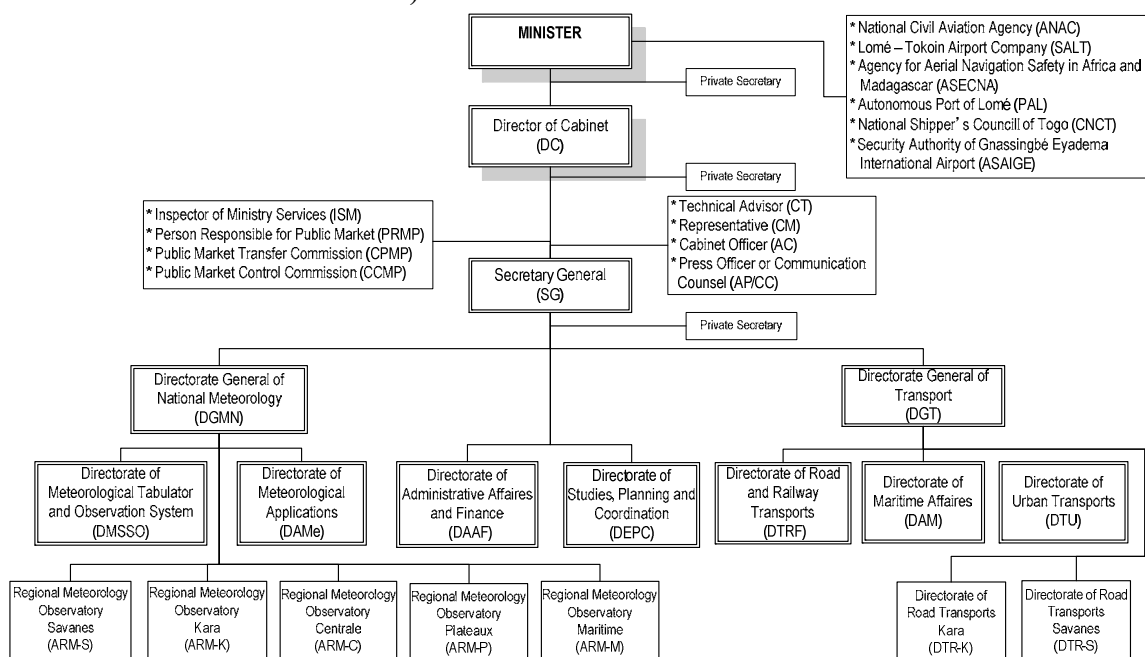 MINISTER
* National Civil Aviation Agency (ANAC)
* Lomé – Tokoin Airport Company (SALT)
* Agency for Aerial Navigation Safety in Africa and
Madagascar (ASECNA)
* Autonomous Port of Lomé (PAL)
* National Shipper's Councill of Togo (CNCT)
* Security Authority of Gnassingbé Eyadema
International Airport (ASAIGE)
Private Secretary
Director of Cabinet
(DC)
Private Secretary
* Inspector of Ministry Services (ISM)
* Person Responsible for Public Market (PRMP)
* Public Market Transfer Commission (CPMP)
* Public Market Control Commission (CCMP)
* Technical Advisor (CT)
* Representative (CM)
* Cabinet Officer (AC)
* Press Officer or Communication
Counsel (AP/CC)
Secretary General
(SG)
Private Secretary
Directorate General of
National Meteorology
(DGMN)
Directorate General of
Transport
(DGT)
Directorate of
Meteorological Tabulator
and Observation System
(DMSSO)
Directorate of
Meteorological
Applications
(DAMe)
Directorate of
Administrative Affaires
and Finance
(DAAF)
Directorate of
Studies, Planning and
Coordination
(DEPC)
Directorate of Road
and Railway
Transports
(DTRF)
Directorate of
Maritime Affaires
(DAM)
Directorate of
Urban Transports
(DTU)
Regional Meteorology
Observatory
Savanes
(ARM-S)
Regional Meteorology
Observatory
Kara
(ARM-K)
Regional Meteorology
Observatory
Centrale
(ARM-C)
Regional Meteorology
Observatory
Plateaux
(ARM-P)
Regional Meteorology
Observatory
Maritime
(ARM-M)
Directorate of
Road Transports
Kara
(DTR-K)
Directorate of Road
Transports
Savanes
(DTR-S)